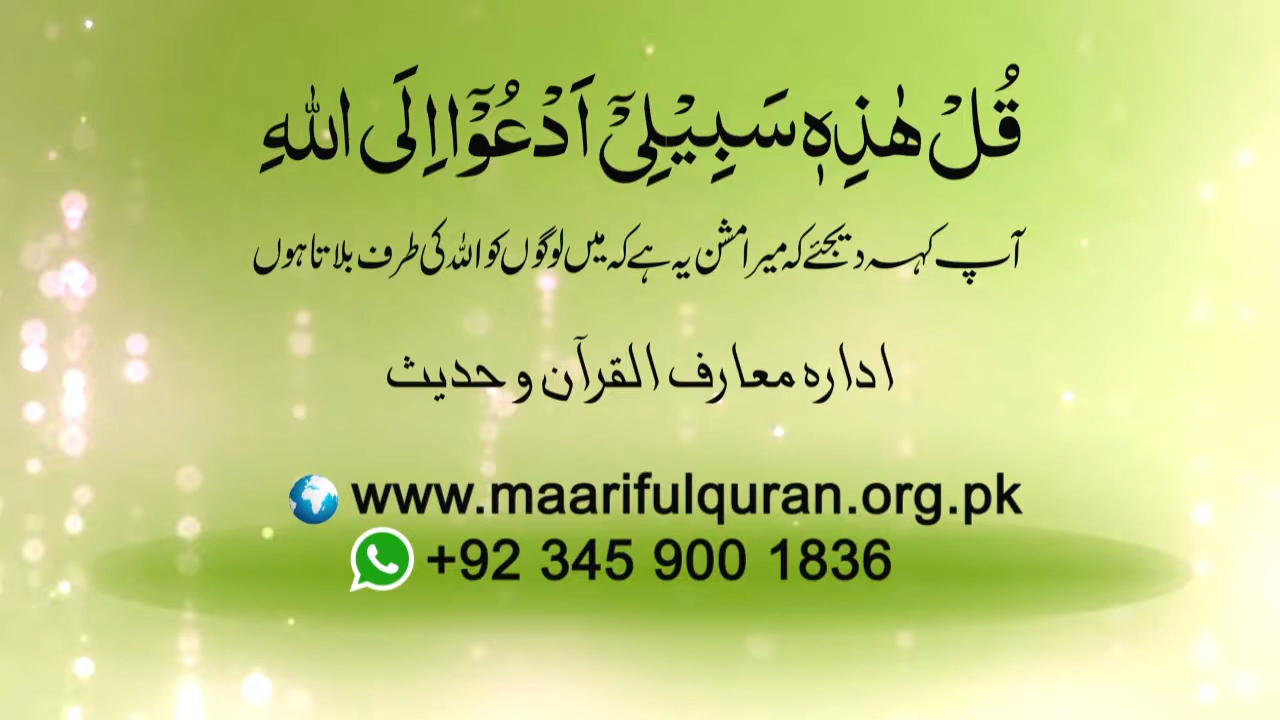 قُلْ هٰذِهٖ سَبِیْلِیْۤ اَدْعُوْۤا اِلَی اللّٰهِ
آپ کہہ دیجئے کہ میرا مشن یہ ہے کہ میں لوگوں کو اللہ کی طرف بلاتا ہوں
ادارہ معارف القرآن و حدیث
www.maarifulquran.org.pk
+92 345 900 1836